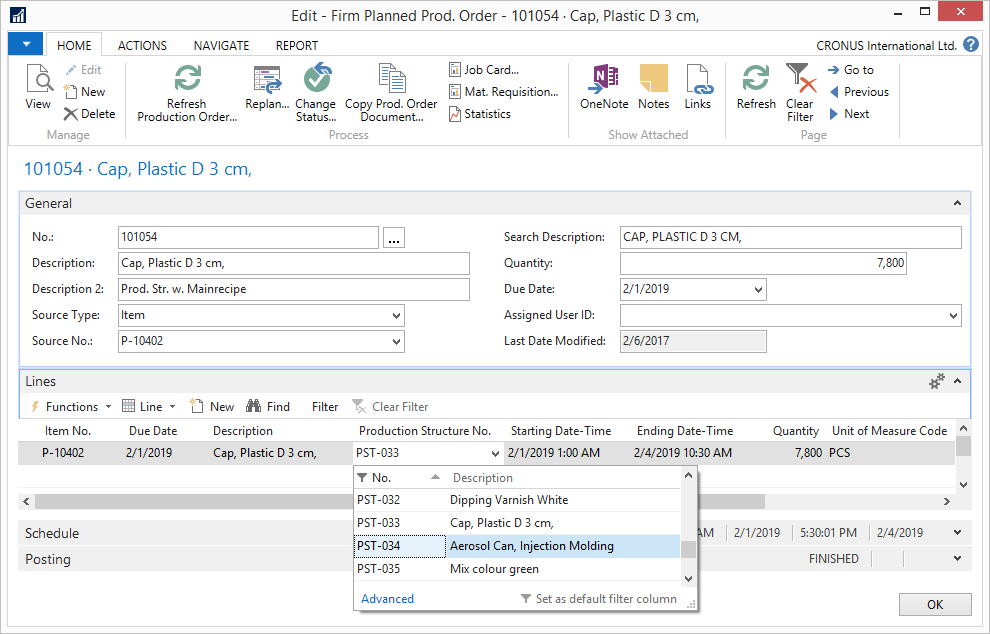 Edit - Firm Planned Prod. Order - 101054 · Cap, Plastic D 3 cm,
HOME ACTIONS NAVIGATE REPORT CRONUS International Ltd.
View
Edit
New
Delete
Manage
Refresh Production Order...
Replan...
Change Status...
Copy Prod. Order Document...
Job Card...
Mat. Requisition...
Statistics
Process
OneNote
Notes
Links
Show Attached
Refresh
Clear Filter
Go to
Previous
Next
Page
101054 · Cap, Plastic D 3 cm,
General
No.: 101054 ...
Description: Cap, Plastic D 3 cm,
Description 2: Prod. Str. w. Mainrecipe
Source Type: Item
Source No.: P-10402
Search Description: CAP, PLASTIC D 3 CM,
Quantity: 7,800
Due Date: 2/1/2019
Assigned User ID:
Last Date Modified: 2/6/2017
Lines
Functions Line New Find Filter Clear Filter
Item No. Due Date Description Production Structure No. Starting Date-Time Ending Date-Time Quantity Unit of Measure Code
P-10402 2/1/2019 Cap, Plastic D 3 cm, PST-033 2/1/2019 1:00 AM 2/4/2019 10:30 AM 7,800 PCS
No. Description
PST-032 Dipping Varnish White
PST-033 Cap, Plastic D 3 cm,
PST-034 Aerosol Can, Injection Molding
PST-035 Mix colour green
Advanced Set as default filter column
Schedule AM 2/1/2019 5:30:01 PM 2/4/2019
Posting FINISHED
OK